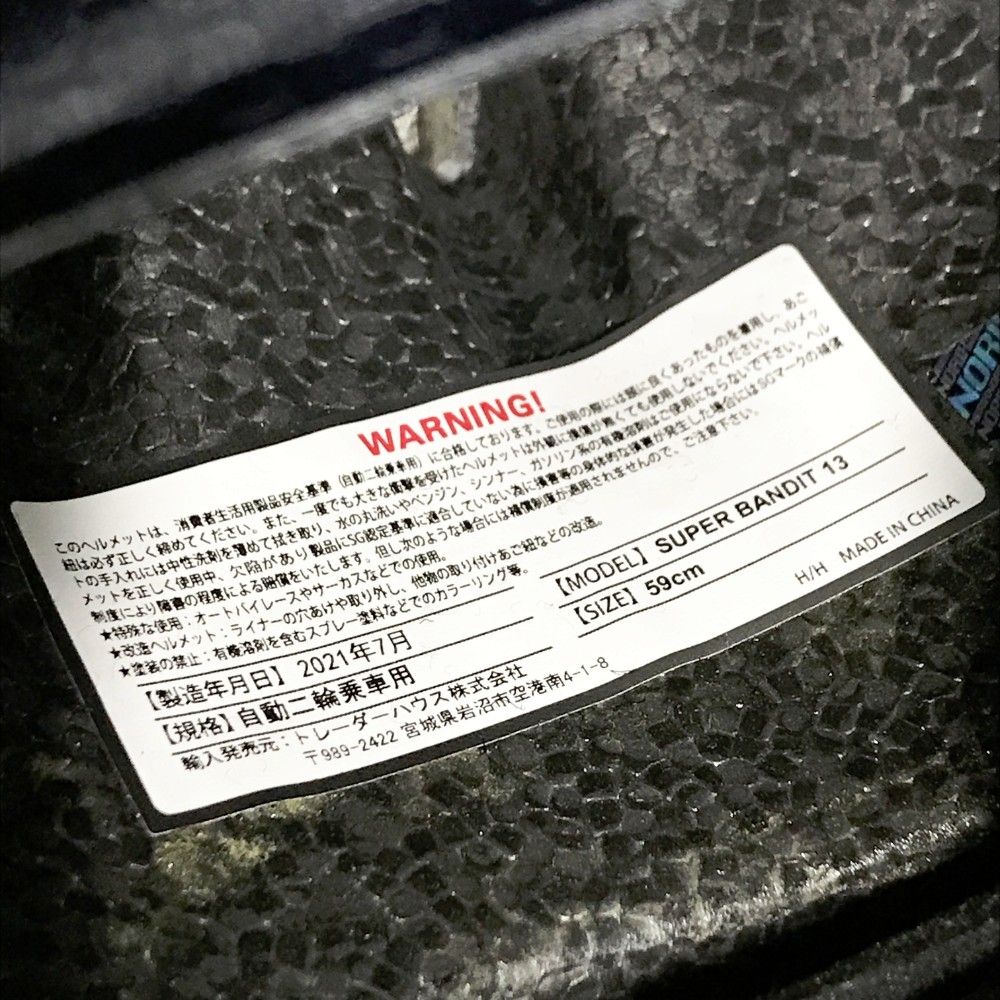 WARNING!
このヘルメットは、消費者生活用製品安全基準（自動二輪乗車用）に合格しております。ご使用の際には頭に良くあったものを着用し、あご
紐は必ず正しく締めてください。また、一度でも大きな衝撃を受けたヘルメットは外観に損傷が無くても使用しないでください。ヘルメッ
トの手入れには中性洗剤を薄めて拭き取り、水の丸洗いやベンジン、シンナー、ガソリン系の有機溶剤はご使用にならないで下さい。ヘル
メットを正しく使用中、欠陥があり製品にSG認定基準に適合していない為に損害等の身体的な損害が発生した場合にはSGマークの補償
制度により障害の程度による賠償をいたします。但し次のような場合には補償制度が適用されませんので、ご注意下さい。
★特殊な使用：オートバイレースやサーカスなどでの使用。
★改造ヘルメット：ライナーの穴あけや取り外し、他物の取り付けあご紐などの改造。
★塗装の禁止：有機溶剤を含むスプレー塗料などでのカラーリング等。
【製造年月日】2021年7月
【規格】自動二輪乗車用
輸入発売元：トレーダーハウス株式会社
〒989-2422 宮城県岩沼市空港南4-1-8
【MODEL】SUPER BANDIT 13
【SIZE】59cm
H/H MADE IN CHINA